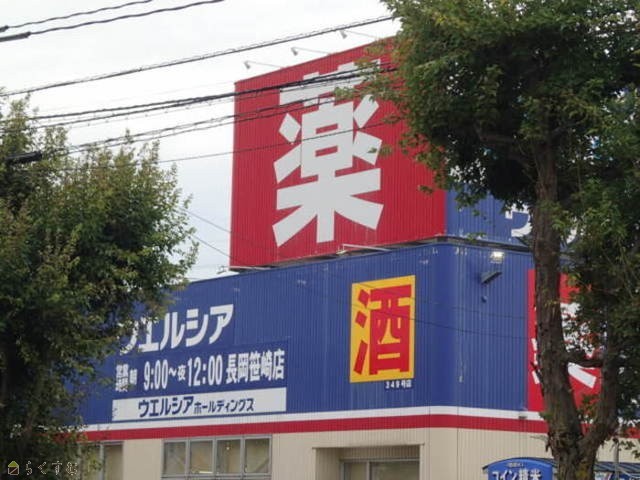 薬
ウエルシア
酒
営業時間 朝9:00～夜12:00 長岡笹崎店
249号店
ウエルシアホールディングス
コイン精米
らくすむ